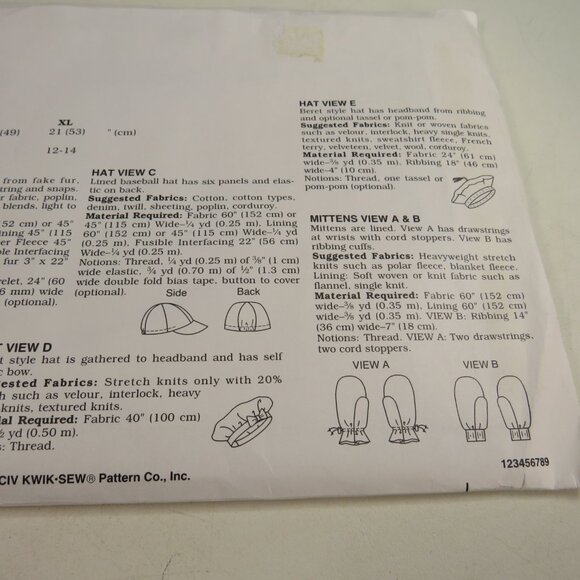 XL
(49) 21 (53) " (cm)
12-14
from fake fur,
tring and snaps.
r fabric, poplin,
blends, light to
52 cm) or 45"
ining 45" (115
er Fleece 45"
ble Interfacing
fur 3" x 22"
elet, 24" (60
6 mm) wide
(optional).
HAT VIEW C
Lined baseball hat has six panels and elas-
tic on back.
Suggested Fabrics: Cotton, cotton types,
denim, twill, sheeting, poplin, corduroy.
Material Required: Fabric 60" (152 cm) or
45" (115 cm) Wide–¼ yd (0.25 m). Lining
60" (152 cm) or 45" (115 cm) Wide–¼ yd
(0.25 m), Fusible Interfacing 22" (56 cm)
Wide–¼ yd (0.25 m).
Notions: Thread, ¼ yd (0.25 m) of ⅜" (1 cm)
wide elastic, ¾ yd (0.70 m) of ½" (1.3 cm)
wide double fold bias tape, button to cover
(optional).
Side Back
T VIEW D
t style hat is gathered to headband and has self
c bow.
gested Fabrics: Stretch knits only with 20%
h such as velour, interlock, heavy
knits, textured knits.
ial Required: Fabric 40" (100 cm)
½ yd (0.50 m).
s: Thread.
CIV KWIK•SEW® Pattern Co., Inc.
HAT VIEW E
Beret style hat has headband from ribbing
and optional tassel or pom-pom.
Suggested Fabrics: Knit or woven fabrics
such as velour, interlock, heavy single knits,
textured knits, sweatshirt fleece, French
terry, velveteen, velvet, wool, corduroy.
Material Required: Fabric 24" (61 cm)
wide–⅜ yd (0.35 m). Ribbing 18" (46 cm)
wide–4" (10 cm).
Notions: Thread, one tassel or
pom-pom (optional).
MITTENS VIEW A & B
Mittens are lined. View A has drawstrings
at wrists with cord stoppers. View B has
ribbing cuffs.
Suggested Fabrics: Heavyweight stretch
knits such as polar fleece, blanket fleece.
Lining: Soft woven or knit fabric such as
flannel, single knit.
Material Required: Fabric 60" (152 cm)
wide–⅜ yd (0.35 m), Lining 60" (152 cm)
wide–⅜ yd (0.35 m). VIEW B: Ribbing 14"
(36 cm) wide–7" (18 cm).
Notions: Thread. VIEW A: Two drawstrings,
two cord stoppers.
VIEW A VIEW B
123456789